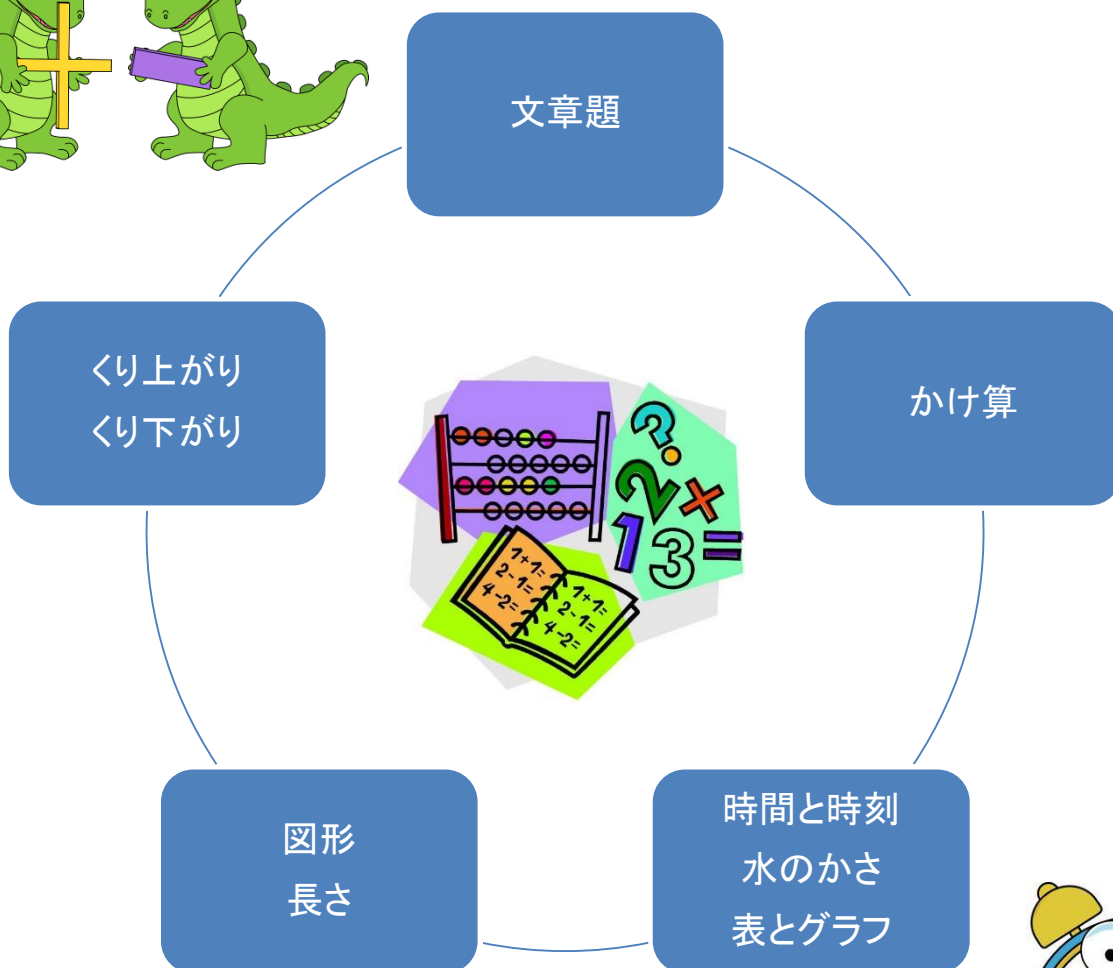 文章題
くり上がり
くり下がり
かけ算
? 
2×
13=
1+1=
2-1=
4-2=
1+1=
2-1=
4-2=
図形
長さ
時間と時刻
水のかさ
表とグラフ